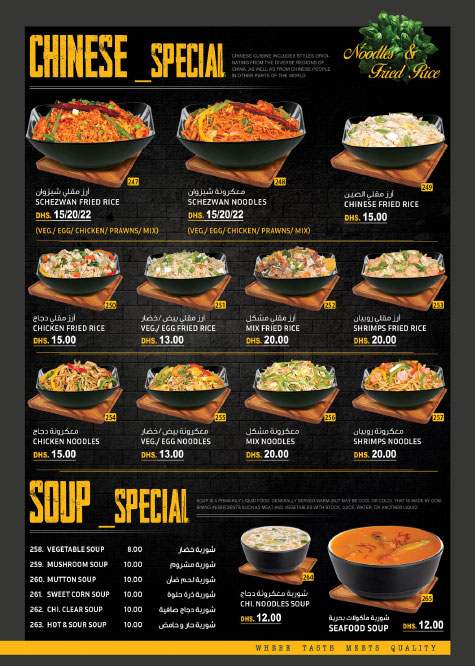 CHINESE _SPECIAL
CHINESE CUISINE INCLUDES STYLES ORIGI-
NATING FROM THE DIVERSE REGIONS OF
CHINA, AS WELL AS FROM CHINESE PEOPLE
IN OTHER PARTS OF THE WORLD.
Noodles &
Fried Rice
247
أرز مقلي شيزوان
SCHEZWAN FRIED RICE
DHS. 15/20/22
(VEG./ EGG/ CHICKEN/ PRAWNS/ MIX)
248
معكرونة شيزوان
SCHEZWAN NOODLES
DHS. 15/20/22
(VEG./ EGG/ CHICKEN/ PRAWNS/ MIX)
249
أرز مقلي الصين
CHINESE FRIED RICE
DHS. 15.00
250
أرز مقلي دجاج
CHICKEN FRIED RICE
DHS. 15.00
251
أرز مقلي بيض/خضار
VEG./ EGG FRIED RICE
DHS. 13.00
252
أرز مقلي مشكل
MIX FRIED RICE
DHS. 20.00
253
أرز مقلي روبيان
SHRIMPS FRIED RICE
DHS. 20.00
254
معكرونة دجاج
CHICKEN NOODLES
DHS. 15.00
255
معكرونة بيض/خضار
VEG./ EGG NOODLES
DHS. 13.00
256
معكرونة مشكل
MIX NOODLES
DHS. 20.00
257
معكرونة روبيان
SHRIMPS NOODLES
DHS. 20.00
SOUP _SPECIAL
SOUP IS A PRIMARILY LIQUID FOOD, GENERALLY SERVED WARM (BUT MAY BE COOL OR COLD), THAT IS MADE BY COM-
BINING INGREDIENTS SUCH AS MEAT AND VEGETABLES WITH STOCK, JUICE, WATER, OR ANOTHER LIQUID.
258. VEGETABLE SOUP 8.00 شوربة خضار
259. MUSHROOM SOUP 10.00 شوربة مشروم
260. MUTTON SOUP 10.00 شوربة لحم ضأن
261. SWEET CORN SOUP 10.00 شوربة ذرة حلوة
262. CHI. CLEAR SOUP 10.00 شوربة دجاج صافية
263. HOT & SOUR SOUP 10.00 شوربة حار و حامض
264
شوربة معكرونة دجاج
CHI. NOODLES SOUP
DHS. 12.00
265
شوربة مأكولات بحرية
SEAFOOD SOUP DHS. 12.00
WHERE TASTE MEETS QUALITY